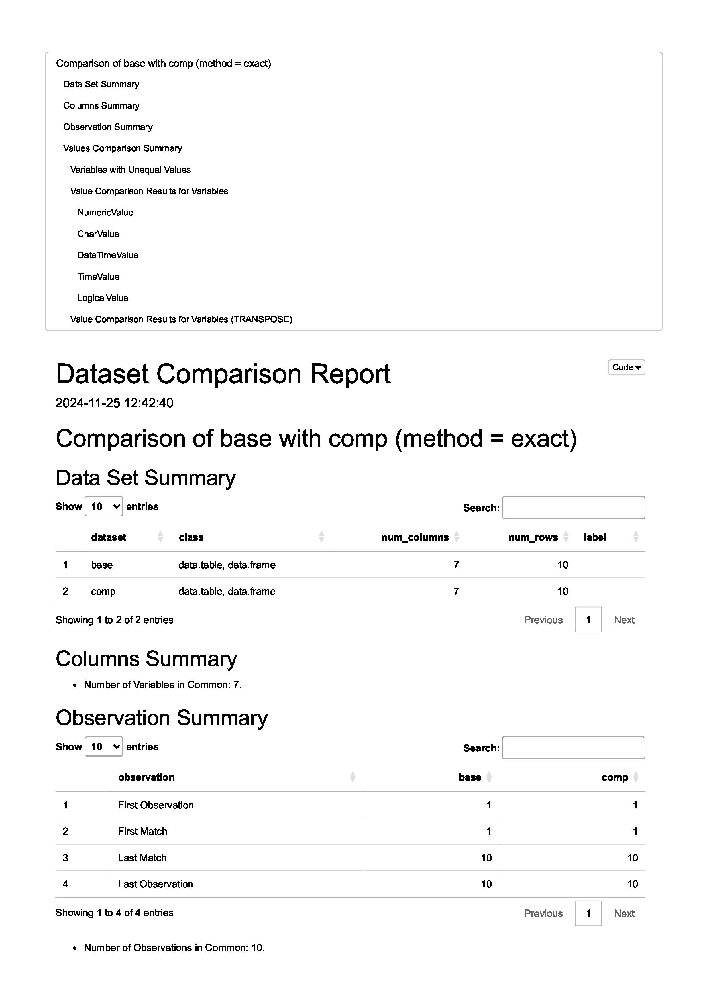 Comparison of base with comp (method = exact)
Data Set Summary
Columns Summary
Observation Summary
Values Comparison Summary
Variables with Unequal Values
Value Comparison Results for Variables
NumericValue
CharValue
DateTimeValue
TimeValue
LogicalValue
Value Comparison Results for Variables (TRANSPOSE)
Dataset Comparison Report Code
2024-11-25 12:42:40
Comparison of base with comp (method = exact)
Data Set Summary
Show 10 entries Search:
dataset class num_columns num_rows label
1 base data.table, data.frame 7 10
2 comp data.table, data.frame 7 10
Showing 1 to 2 of 2 entries Previous 1 Next
Columns Summary
• Number of Variables in Common: 7.
Observation Summary
Show 10 entries Search:
observation base comp
1 First Observation 1 1
2 First Match 1 1
3 Last Match 10 10
4 Last Observation 10 10
Showing 1 to 4 of 4 entries Previous 1 Next
• Number of Observations in Common: 10.